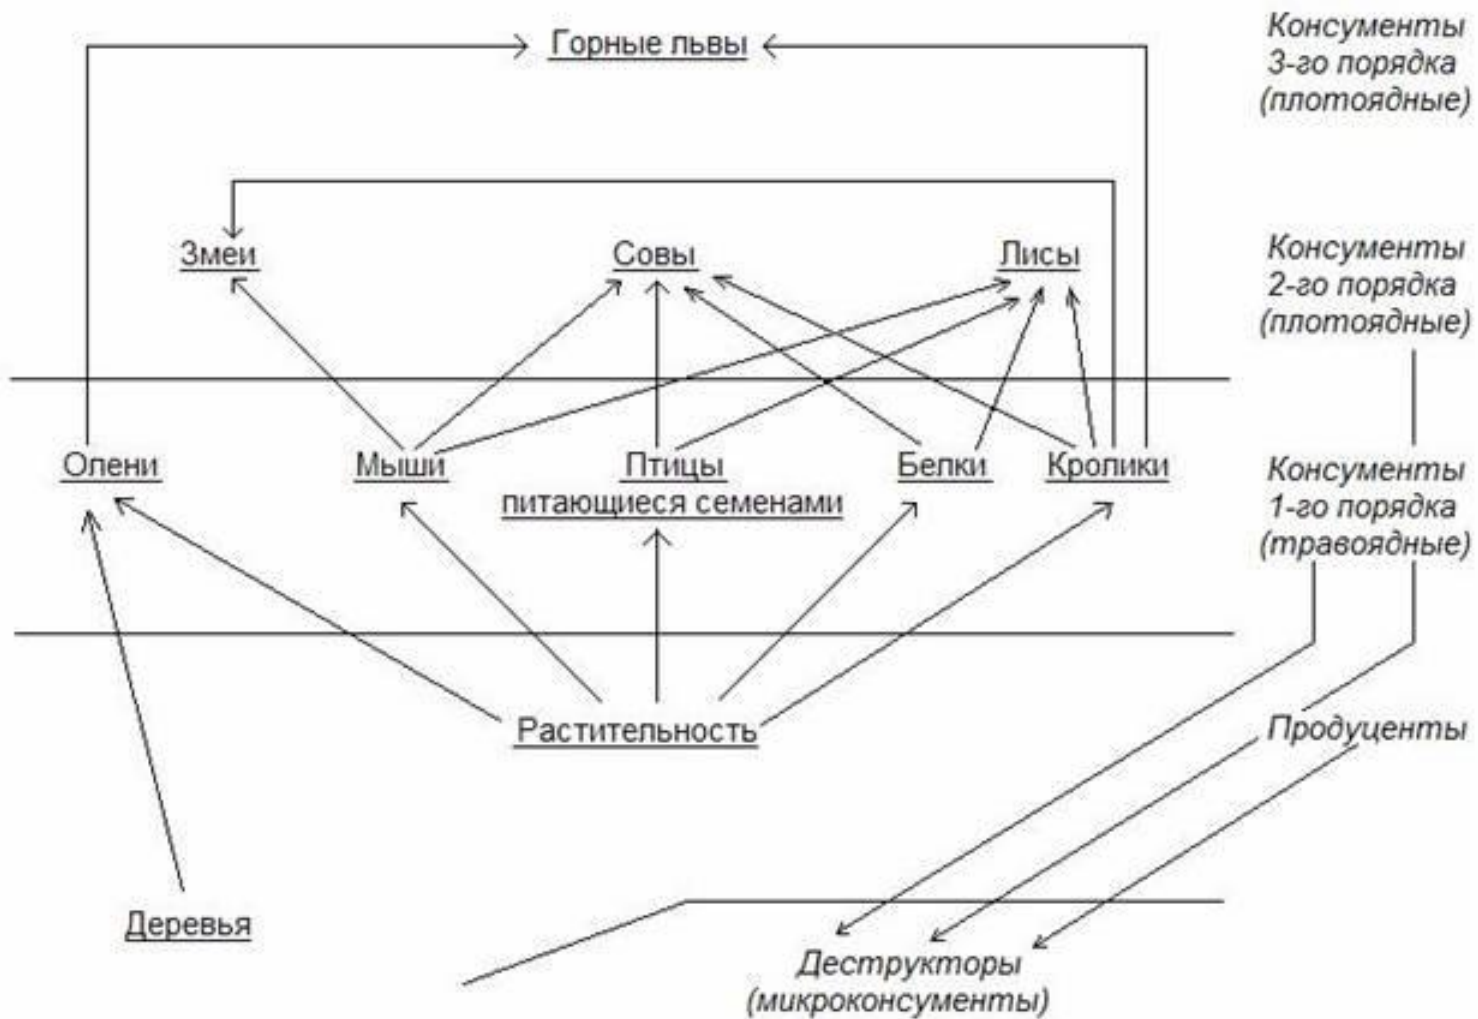 Горные львы
Консументы
3-го порядка
(плотоядные)
Змеи
Совы
Лисы
Консументы
2-го порядка
(плотоядные)
Олени
Мыши
Птицы
питающиеся семенами
Белки
Кролики
Консументы
1-го порядка
(травоядные)
Растительность
Продуценты
Деревья
Деструкторы
(микроконсументы)